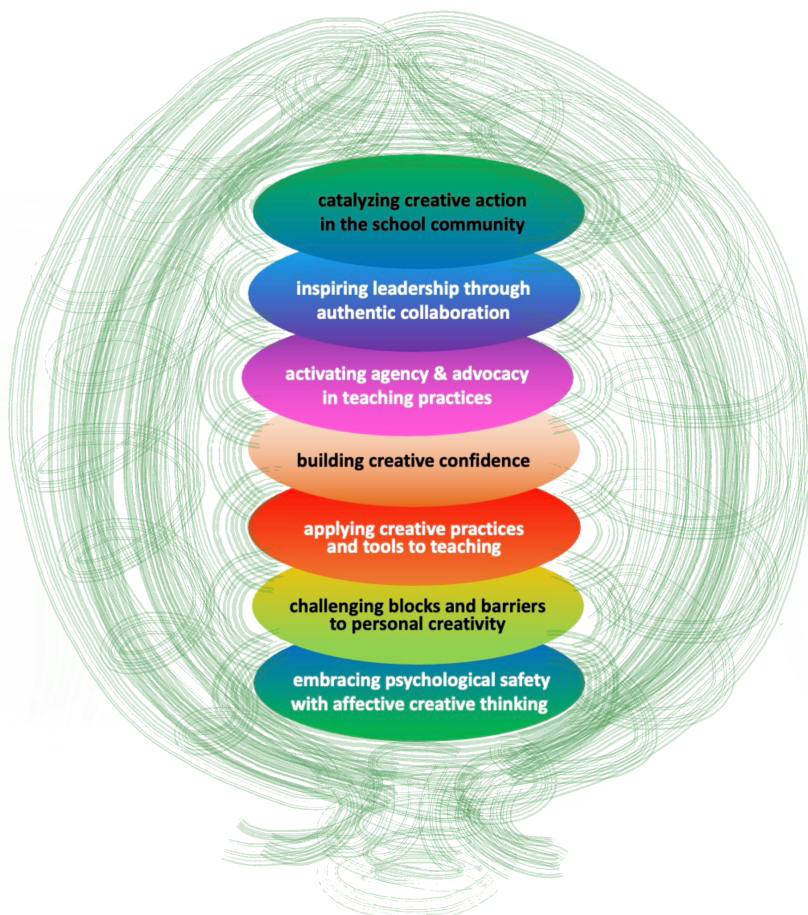 catalyzing creative action
in the school community
inspiring leadership through
authentic collaboration
activating agency & advocacy
in teaching practices
building creative confidence
applying creative practices
and tools to teaching
challenging blocks and barriers
to personal creativity
embracing psychological safety
with affective creative thinking